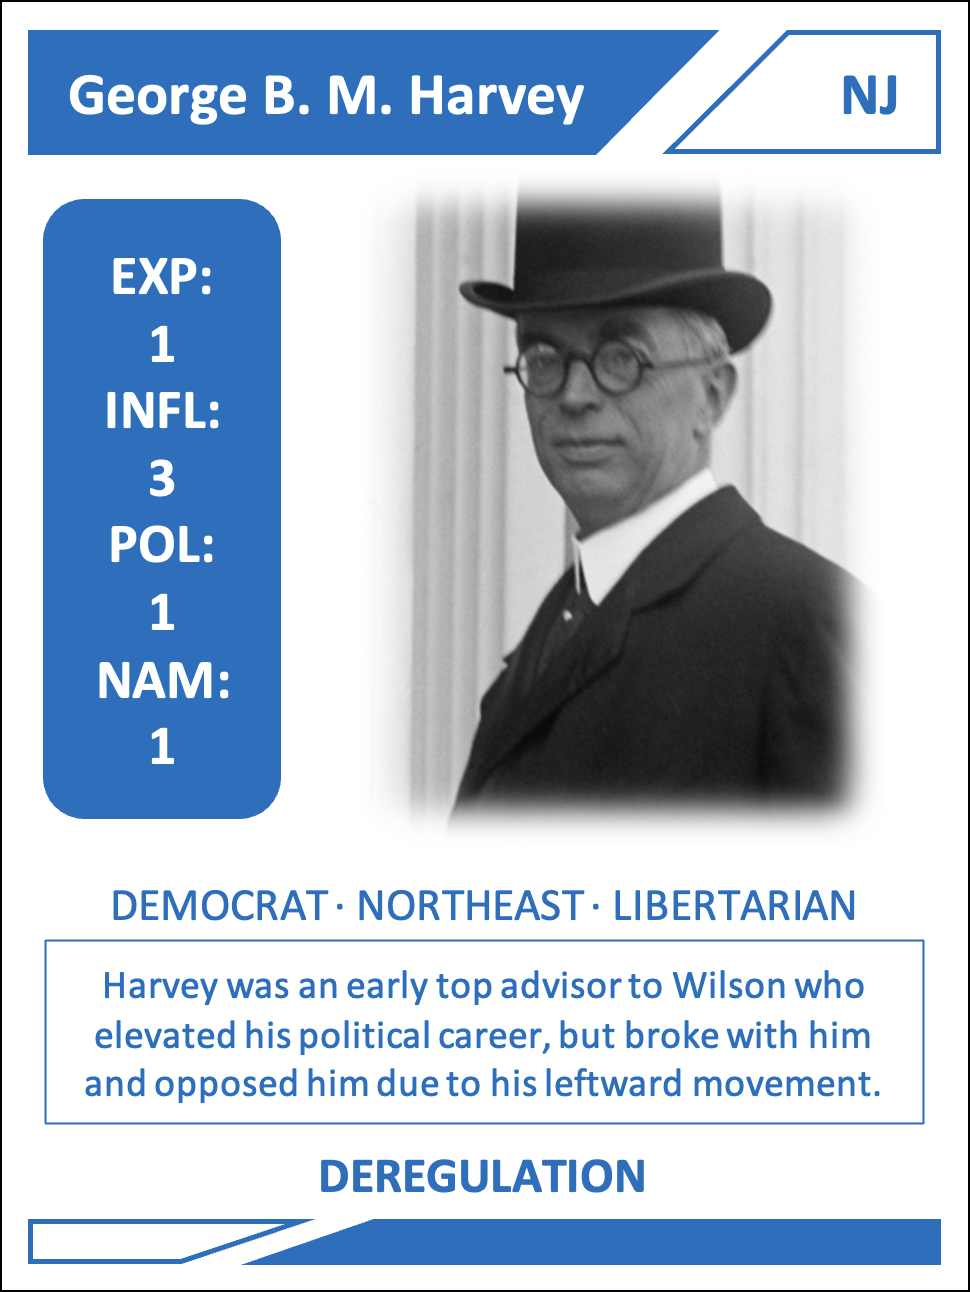 George B. M. Harvey
NJ
EXP:
1
INFL:
3
POL:
1
NAM:
1
DEMOCRAT · NORTHEAST · LIBERTARIAN
Harvey was an early top advisor to Wilson who
elevated his political career, but broke with him
and opposed him due to his leftward movement.
DEREGULATION